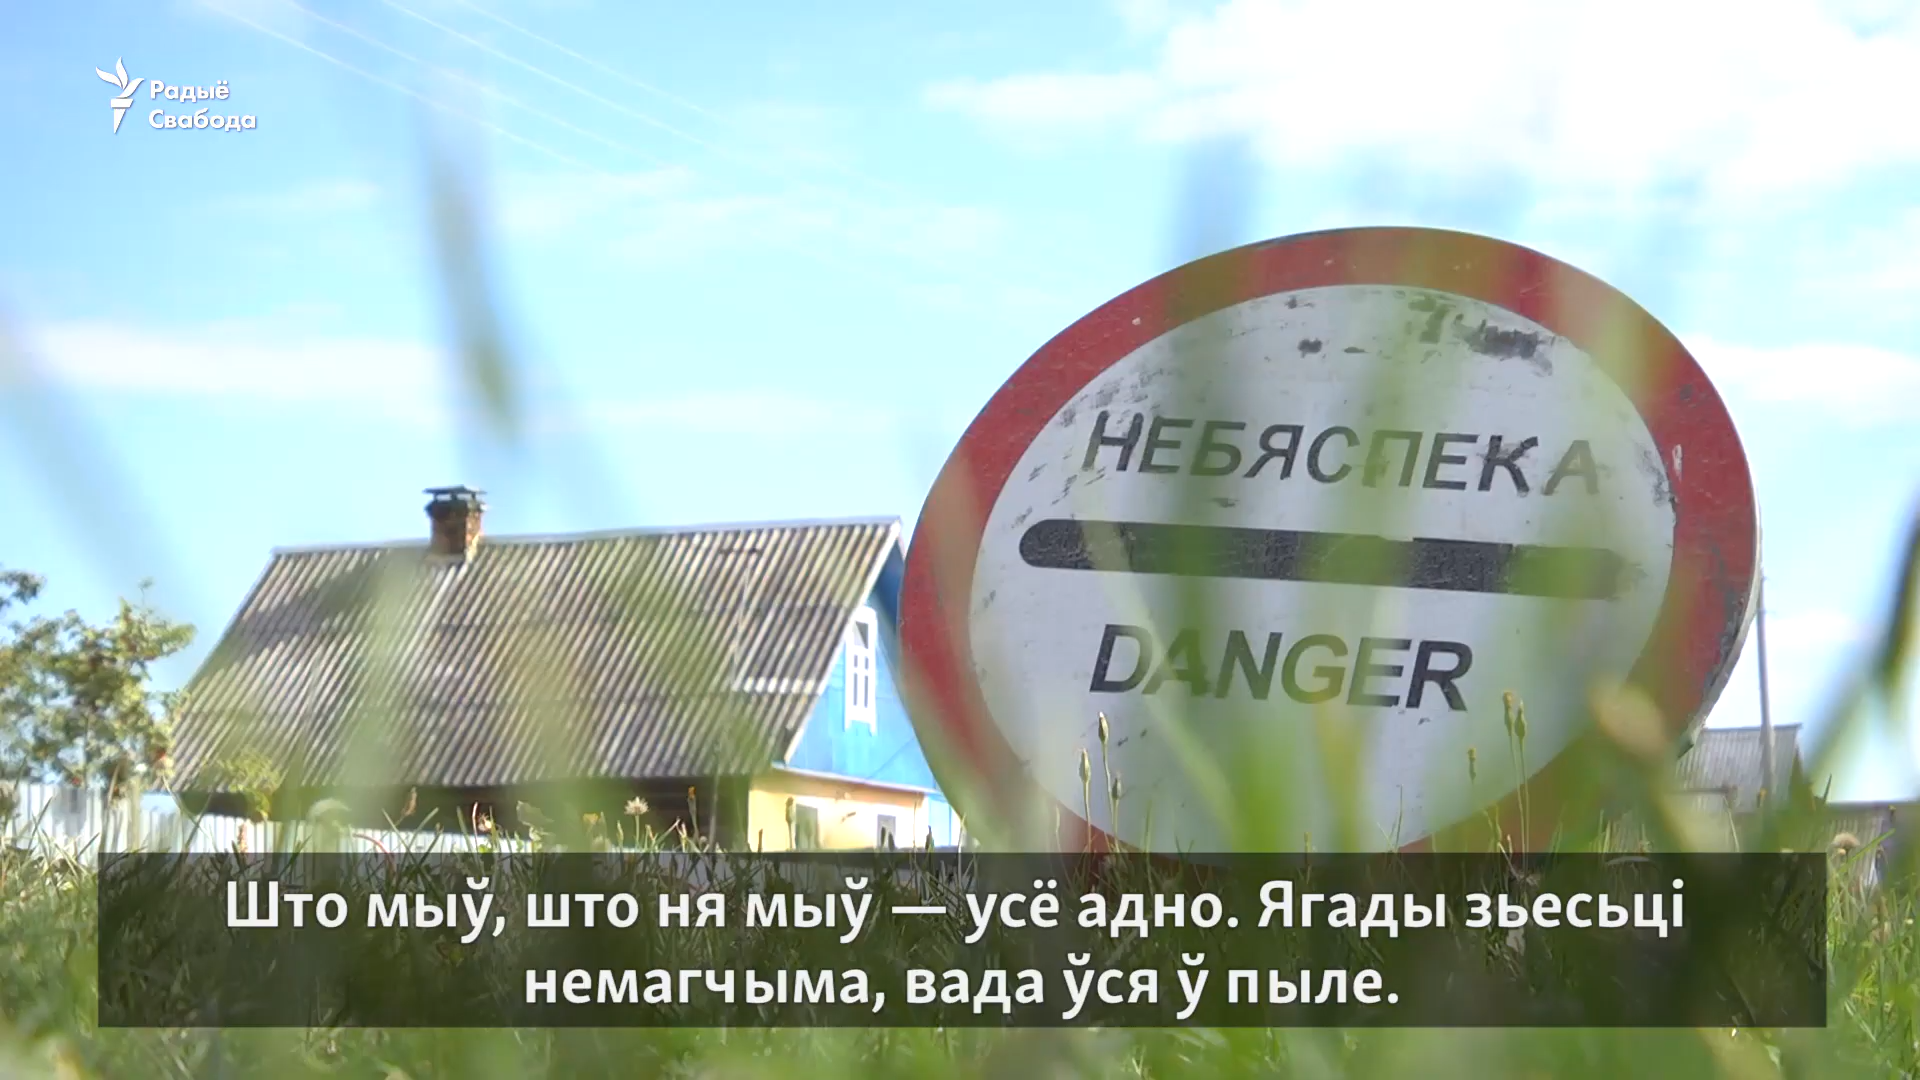 Радыё
Свабода
НЕБЯСПЕКА
DANGER
Што мыў, што ня мыў — усё адно. Ягады зьесьці
немагчыма, вада ўся ў пыле.